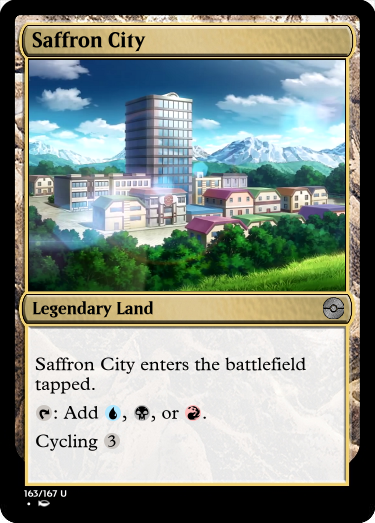 Saffron City
Legendary Land
Saffron City enters the battlefield
tapped.
: Add , , or .
Cycling 3
163/167 U